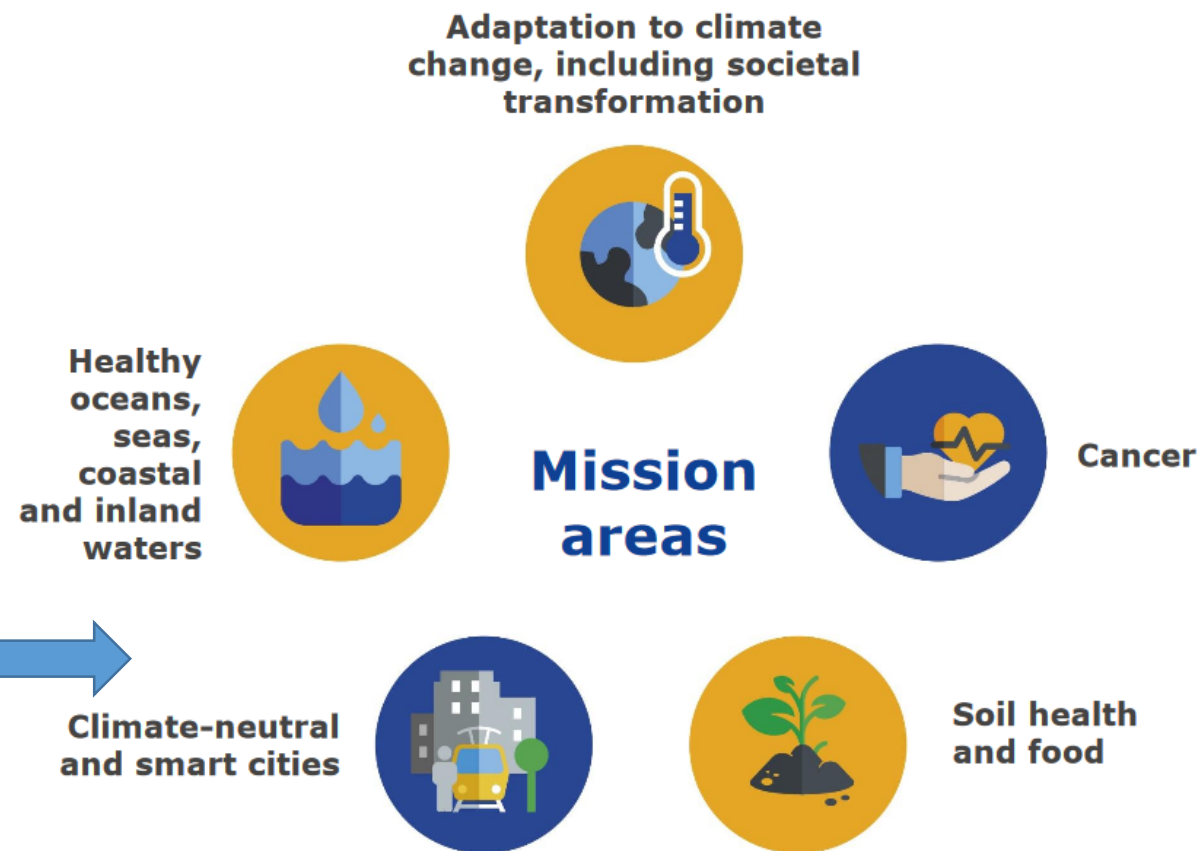 Adaptation to climate
change, including societal
transformation
Healthy
oceans,
seas,
coastal
and inland
waters
Mission
areas
Cancer
Climate-neutral
and smart cities
Soil health
and food